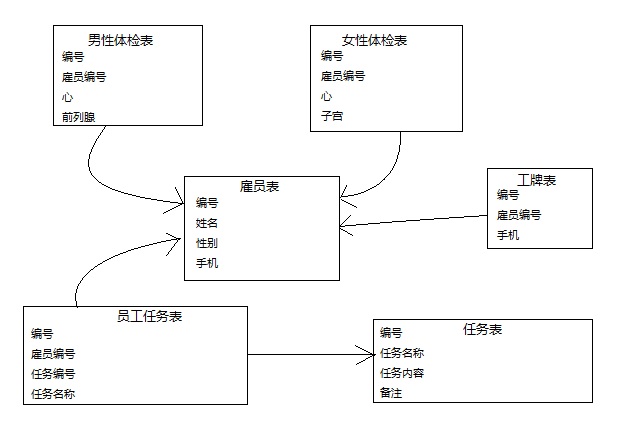 男性体检表
编号
雇员编号
心
前列腺
女性体检表
编号
雇员编号
心
子宫
雇员表
编号
姓名
性别
手机
工牌表
编号
雇员编号
手机
员工任务表
编号
雇员编号
任务编号
任务名称
任务表
编号
任务名称
任务内容
备注